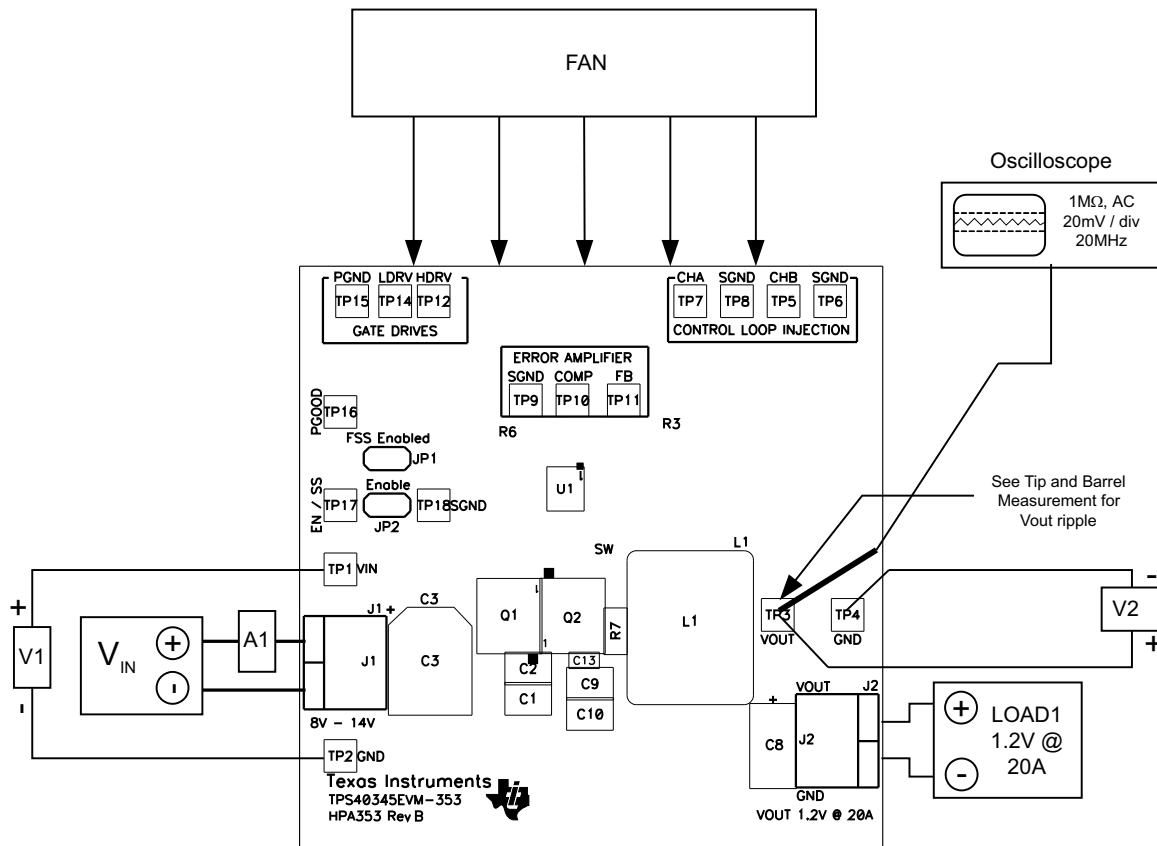 FAN
Oscilloscope
1MΩ, AC
20mV / div
20MHz
PGND LDRV HDRV
TP15 TP14 TP12
GATE DRIVES
CHA SGND CHB SGND
TP7 TP8 TP5 TP6
CONTROL LOOP INJECTION
ERROR AMPLIFIER
SGND COMP FB
TP9 TP10 TP11
R6 R3
PGOOD
TP16
FSS Enabled
JP1
EN / SS
TP17
Enable
JP2
TP18 SGND
U1
1
See Tip and Barrel
Measurement for
Vout ripple
SW
L1
L1
TP1 VIN
Q1
1
Q2
1
R7
TP3
VOUT
TP4
GND
-
V2
+
+
V1
-
VIN
+
-
A1
J1 +
J1
8V - 14V
C3
C3
C2
C1
C13
C9
C10
TP2 GND
+
C8
VOUT
J2
J2
GND
+
-
LOAD1
1.2V @
20A
Texas Instruments
TPS40345EVM-353
HPA353 Rev B
VOUT 1.2V @ 20A